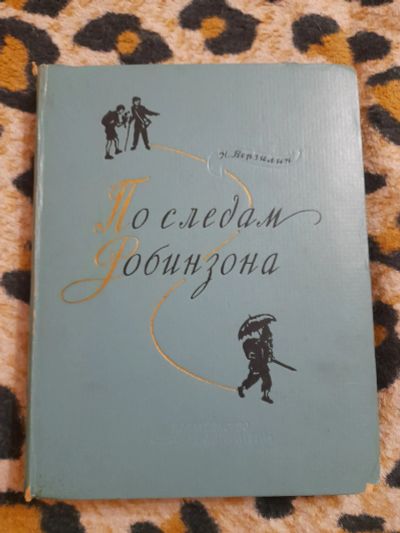 Н. Верзилин
По следам
Робинзона